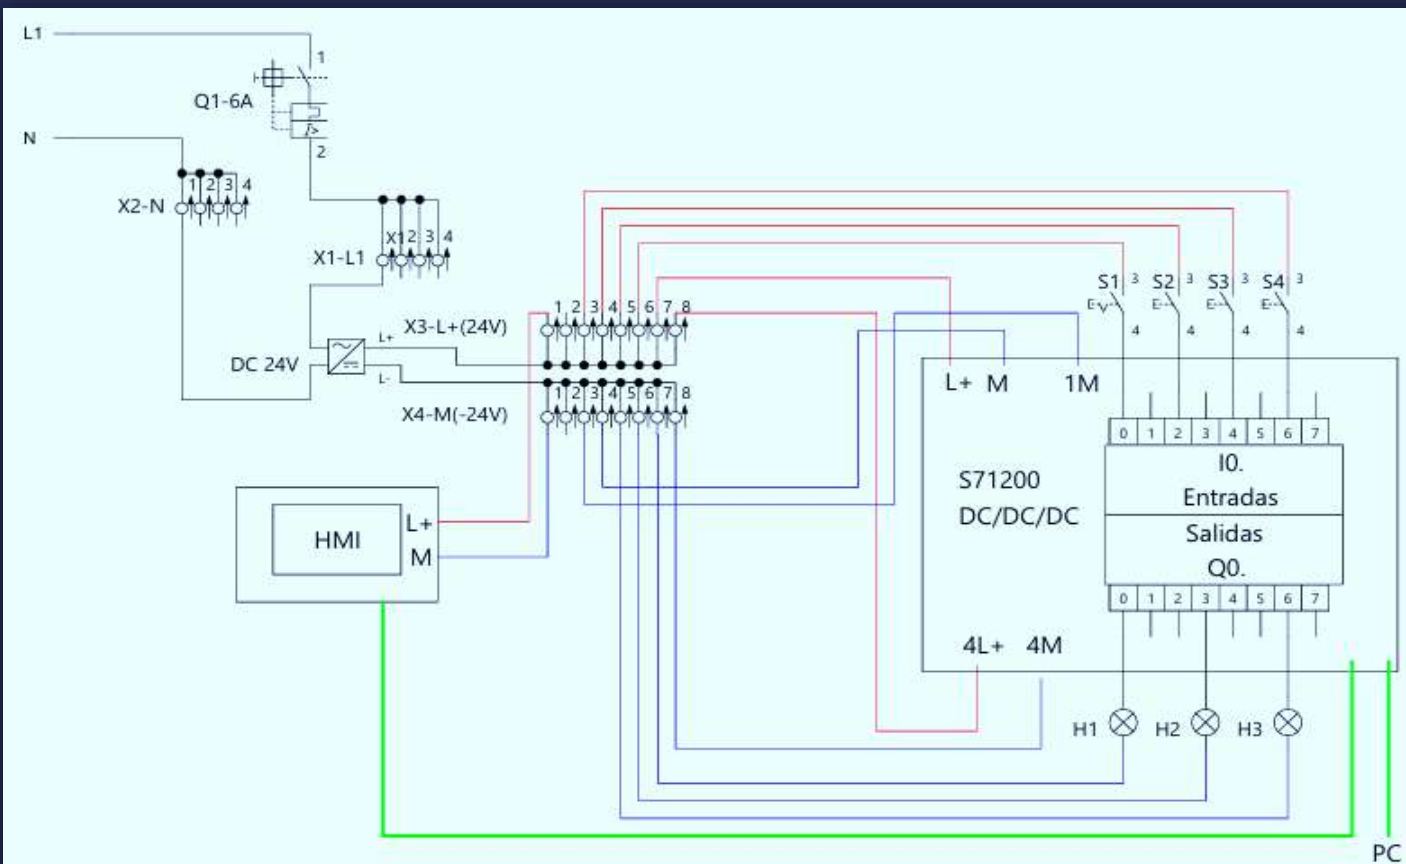 L1
1
Q1-6A
N
2
1 2 3 4
X2-N
X1 2 3 4
X1-L1
S1 3 S2 3 S3 3 S4 3
1 2 3 4 5 6 7 8
X3-L+(24V)
4 4 4 4
L+
DC 24V
L-
L+ M 1M
1 2 3 4 5 6 7 8
X4-M(-24V)
0 1 2 3 4 5 6 7
I0.
S71200
Entradas
DC/DC/DC
L+
HMI
Salidas
M
Q0.
0 1 2 3 4 5 6 7
4L+ 4M
H1 H2 H3
PC